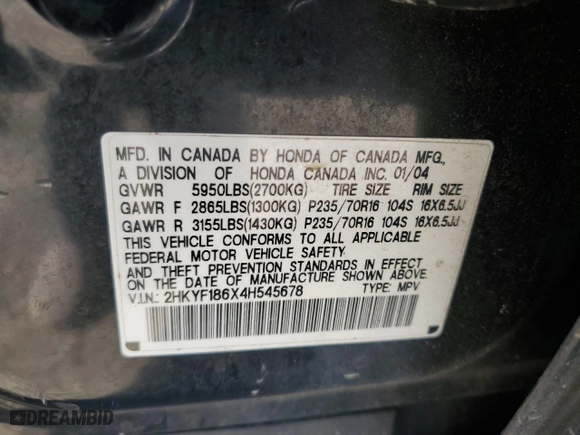 MFD. IN CANADA BY HONDA OF CANADA MFG.,
A DIVISION OF HONDA CANADA INC. 01/04
GVWR 5950LBS(2700KG) TIRE SIZE RIM SIZE
GAWR F 2865LBS(1300KG) P235/70R16 104S 16X6.5JJ
GAWR R 3155LBS(1430KG) P235/70R16 104S 16X6.5JJ
THIS VEHICLE CONFORMS TO ALL APPLICABLE
FEDERAL MOTOR VEHICLE SAFETY
AND THEFT PREVENTION STANDARDS IN EFFECT
ON THE DATE OF MANUFACTURE SHOWN ABOVE.
V.I.N.: 2HKYF186X4H545678 TYPE: MPV
DREAMBID